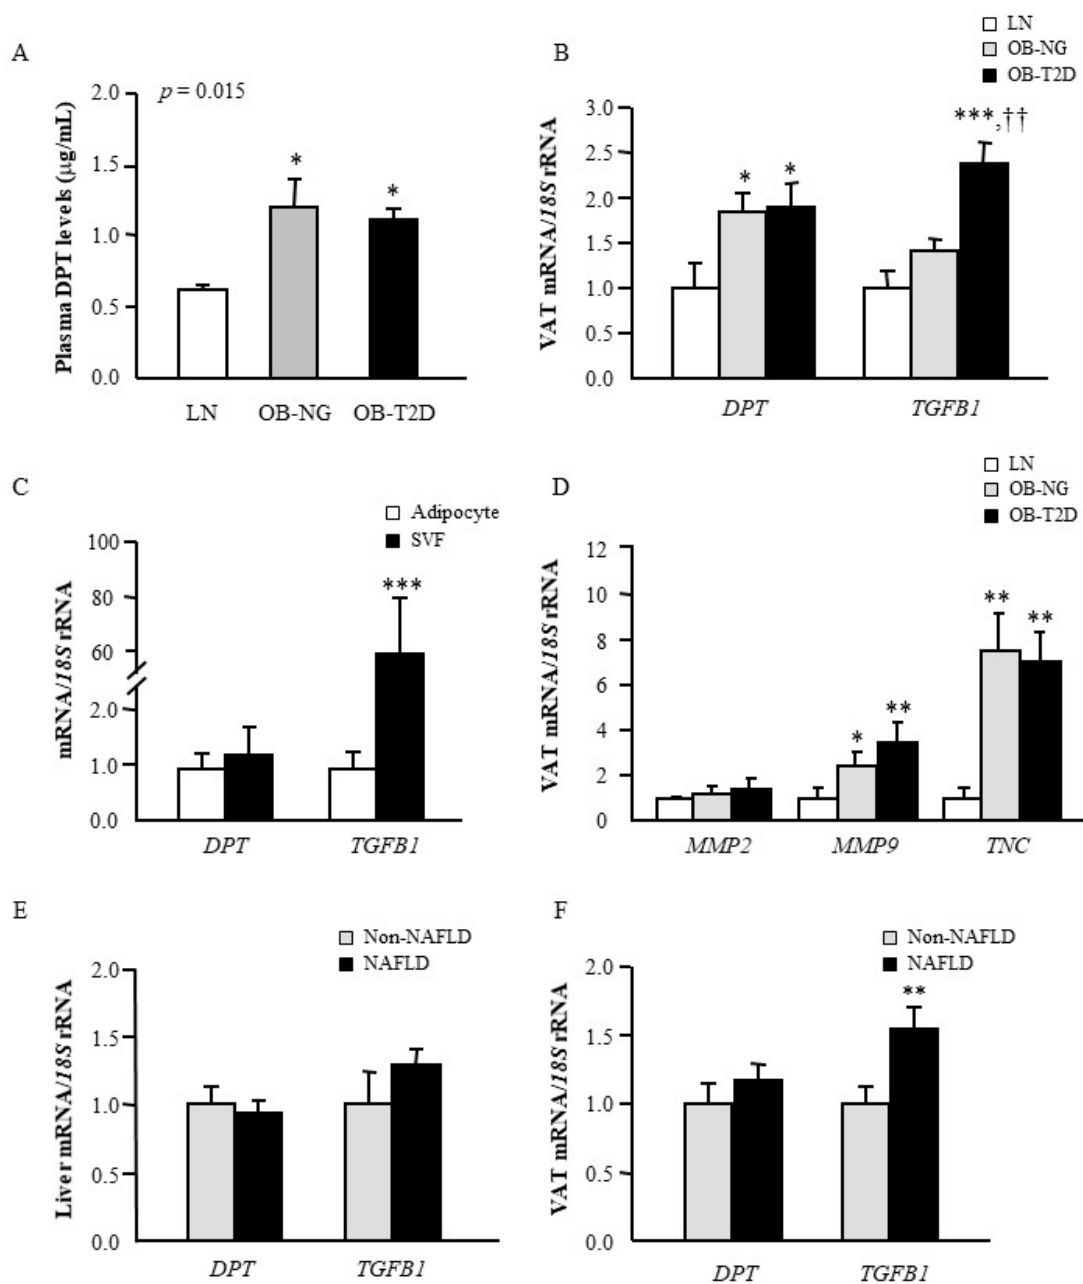 A
p = 0.015
Plasma DPT levels (μg/mL)
2.0
1.5
1.0
0.5
0.0
*
*
LN
OB-NG
OB-T2D
B
LN
OB-NG
OB-T2D
VAT mRNA/18S rRNA
3.0
2.5
2.0
1.5
1.0
0.5
0.0
*
*
***,††
DPT
TGFB1
C
Adipocyte
SVF
mRNA/18S rRNA
100
80
60
2.0
1.0
0.0
***
DPT
TGFB1
D
LN
OB-NG
OB-T2D
VAT mRNA/18S rRNA
12
10
8
6
4
2
0
*
**
**
**
MMP2
MMP9
TNC
E
Non-NAFLD
NAFLD
Liver mRNA/18S rRNA
2.0
1.5
1.0
0.5
0.0
DPT
TGFB1
F
Non-NAFLD
NAFLD
VAT mRNA/18S rRNA
2.0
1.5
1.0
0.5
0.0
**
DPT
TGFB1